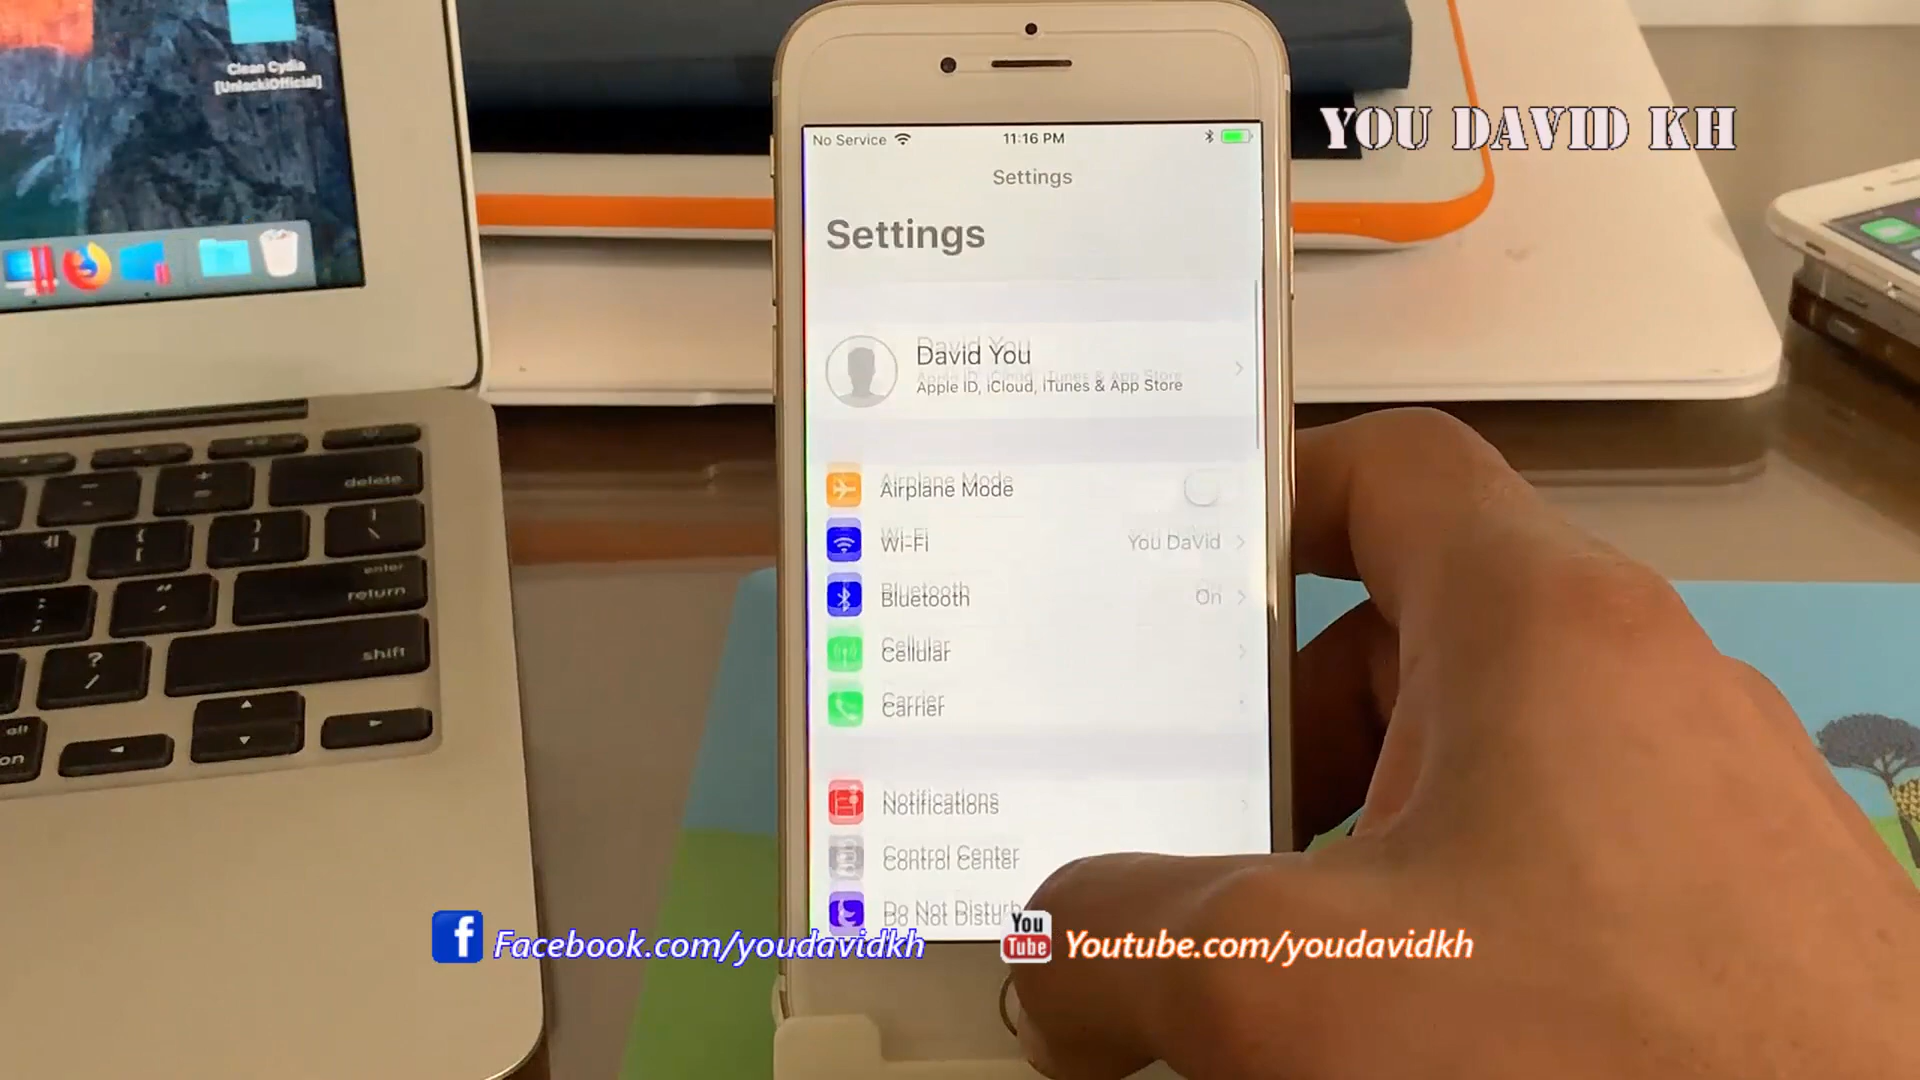 Clean Cydia
[UnlockiOfficial]
YOU DAVID KH
No Service
11:16 PM
Settings
Settings
David You
Apple ID, iCloud, iTunes & App Store
Airplane Mode
Wi-Fi
You DaVid
Bluetooth
On
Cellular
Carrier
Notifications
Control Center
Do Not Disturb
delete
enter
return
shift
?
/
alt
on
f
Facebook.com/youdavidkh
You
Tube
Youtube.com/youdavidkh